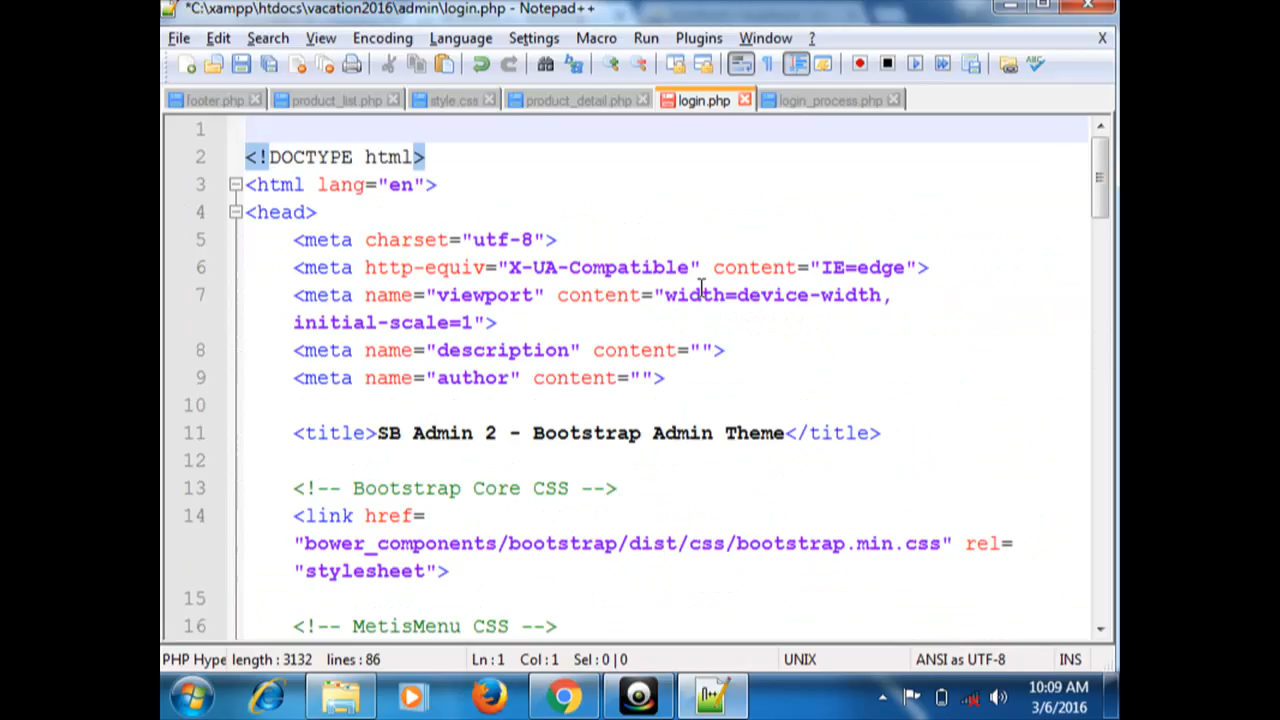 *C:\xampp\htdocs\vacation2016\admin\login.php - Notepad++
File Edit Search View Encoding Language Settings Macro Run Plugins Window ? X
footer.php product_list.php style.css product_detail.php login.php login_process.php
1
2 <!DOCTYPE html>
3 <html lang="en">
4 <head>
5 <meta charset="utf-8">
6 <meta http-equiv="X-UA-Compatible" content="IE=edge">
7 <meta name="viewport" content="width=device-width,
initial-scale=1">
8 <meta name="description" content="">
9 <meta name="author" content="">
10
11 <title>SB Admin 2 - Bootstrap Admin Theme</title>
12
13 <!-- Bootstrap Core CSS -->
14 <link href=
"bower_components/bootstrap/dist/css/bootstrap.min.css" rel=
"stylesheet">
15
16 <!-- MetisMenu CSS -->
PHP Hype length : 3132 lines : 86 Ln : 1 Col : 1 Sel : 0 | 0 UNIX ANSI as UTF-8 INS
10:09 AM
3/6/2016